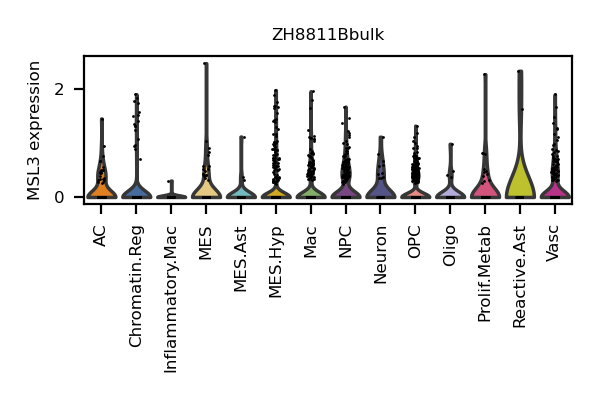 ZH8811Bbulk
MSL3 expression
2
0
AC
Chromatin.Reg
Inflammatory.Mac
MES
MES.Ast
MES.Hyp
Mac
NPC
Neuron
OPC
Oligo
Prolif.Metab
Reactive.Ast
Vasc